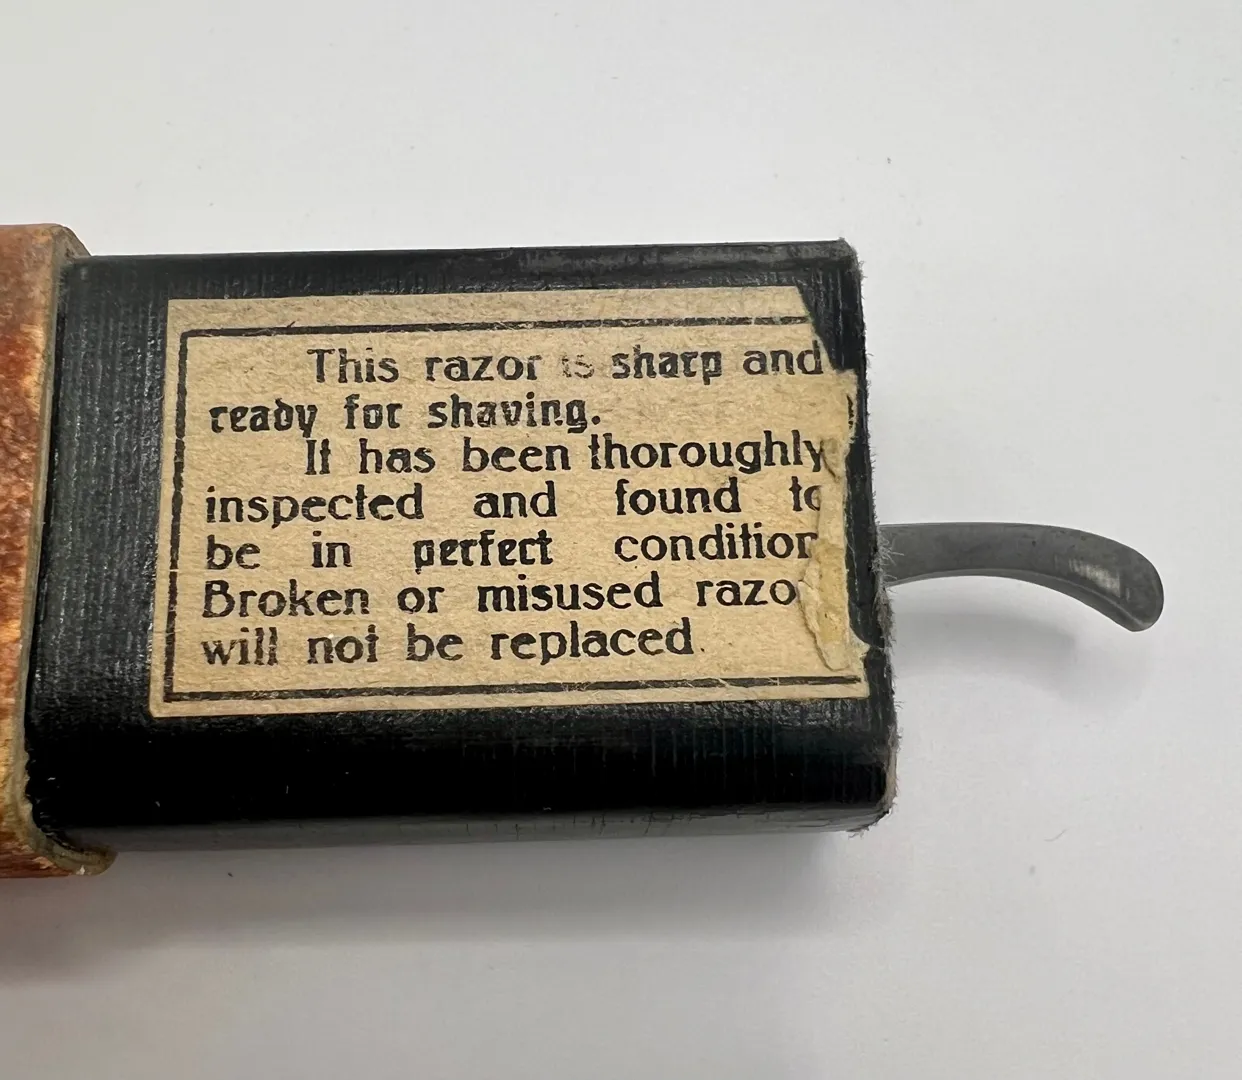 This razor is sharp and
ready for shaving.
It has been thoroughly
inspected and found to
be in perfect condition
Broken or misused razo
will not be replaced.